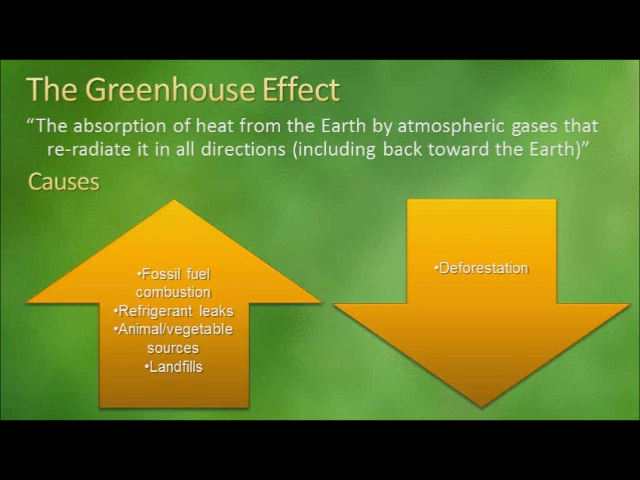 The Greenhouse Effect
“The absorption of heat from the Earth by atmospheric gases that
re-radiate it in all directions (including back toward the Earth)”
Causes
•Fossil fuel
combustion
•Refrigerant leaks
•Animal/vegetable
sources
•Landfills
•Deforestation